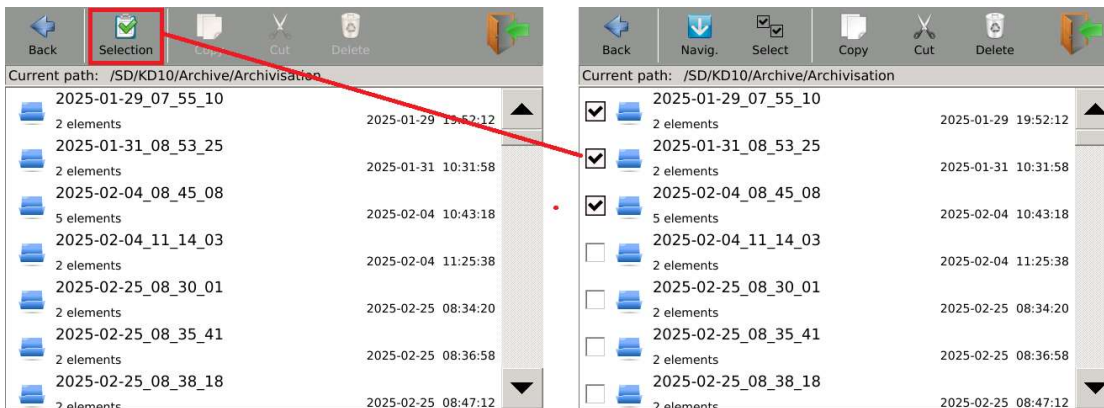 Back Selection Copy Cut Delete
Current path: /SD/KD10/Archive/Archivisation
2025-01-29_07_55_10
2 elements 2025-01-29 19:52:12
2025-01-31_08_53_25
2 elements 2025-01-31 10:31:58
2025-02-04_08_45_08
5 elements 2025-02-04 10:43:18
2025-02-04_11_14_03
2 elements 2025-02-04 11:25:38
2025-02-25_08_30_01
2 elements 2025-02-25 08:34:20
2025-02-25_08_35_41
2 elements 2025-02-25 08:36:58
2025-02-25_08_38_18
2 elements 2025-02-25 08:47:12
Back Navig. Select Copy Cut Delete
Current path: /SD/KD10/Archive/Archivisation
2025-01-29_07_55_10
2 elements 2025-01-29 19:52:12
2025-01-31_08_53_25
2 elements 2025-01-31 10:31:58
2025-02-04_08_45_08
5 elements 2025-02-04 10:43:18
2025-02-04_11_14_03
2 elements 2025-02-04 11:25:38
2025-02-25_08_30_01
2 elements 2025-02-25 08:34:20
2025-02-25_08_35_41
2 elements 2025-02-25 08:36:58
2025-02-25_08_38_18
2 elements 2025-02-25 08:47:12